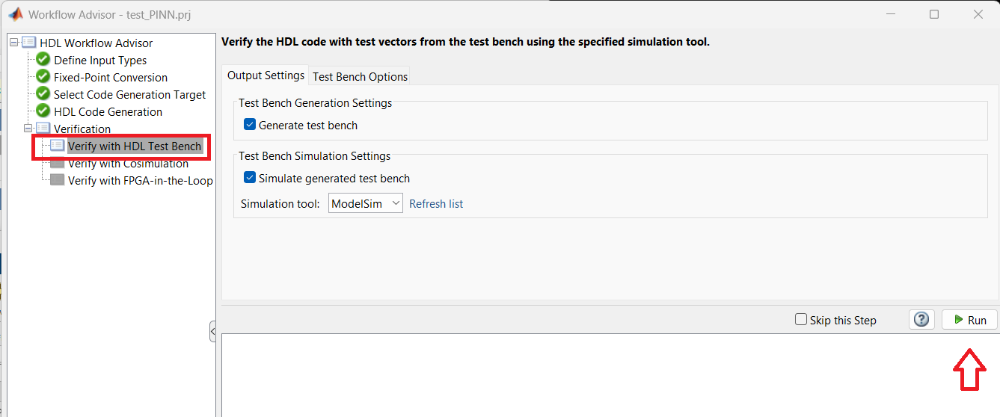 Workflow Advisor - test_PINN.prj
HDL Workflow Advisor
Define Input Types
Fixed-Point Conversion
Select Code Generation Target
HDL Code Generation
Verification
Verify with HDL Test Bench
Verify with Cosimulation
Verify with FPGA-in-the-Loop
Verify the HDL code with test vectors from the test bench using the specified simulation tool.
Output Settings Test Bench Options
Test Bench Generation Settings
Generate test bench
Test Bench Simulation Settings
Simulate generated test bench
Simulation tool: ModelSim Refresh list
Skip this Step ? Run